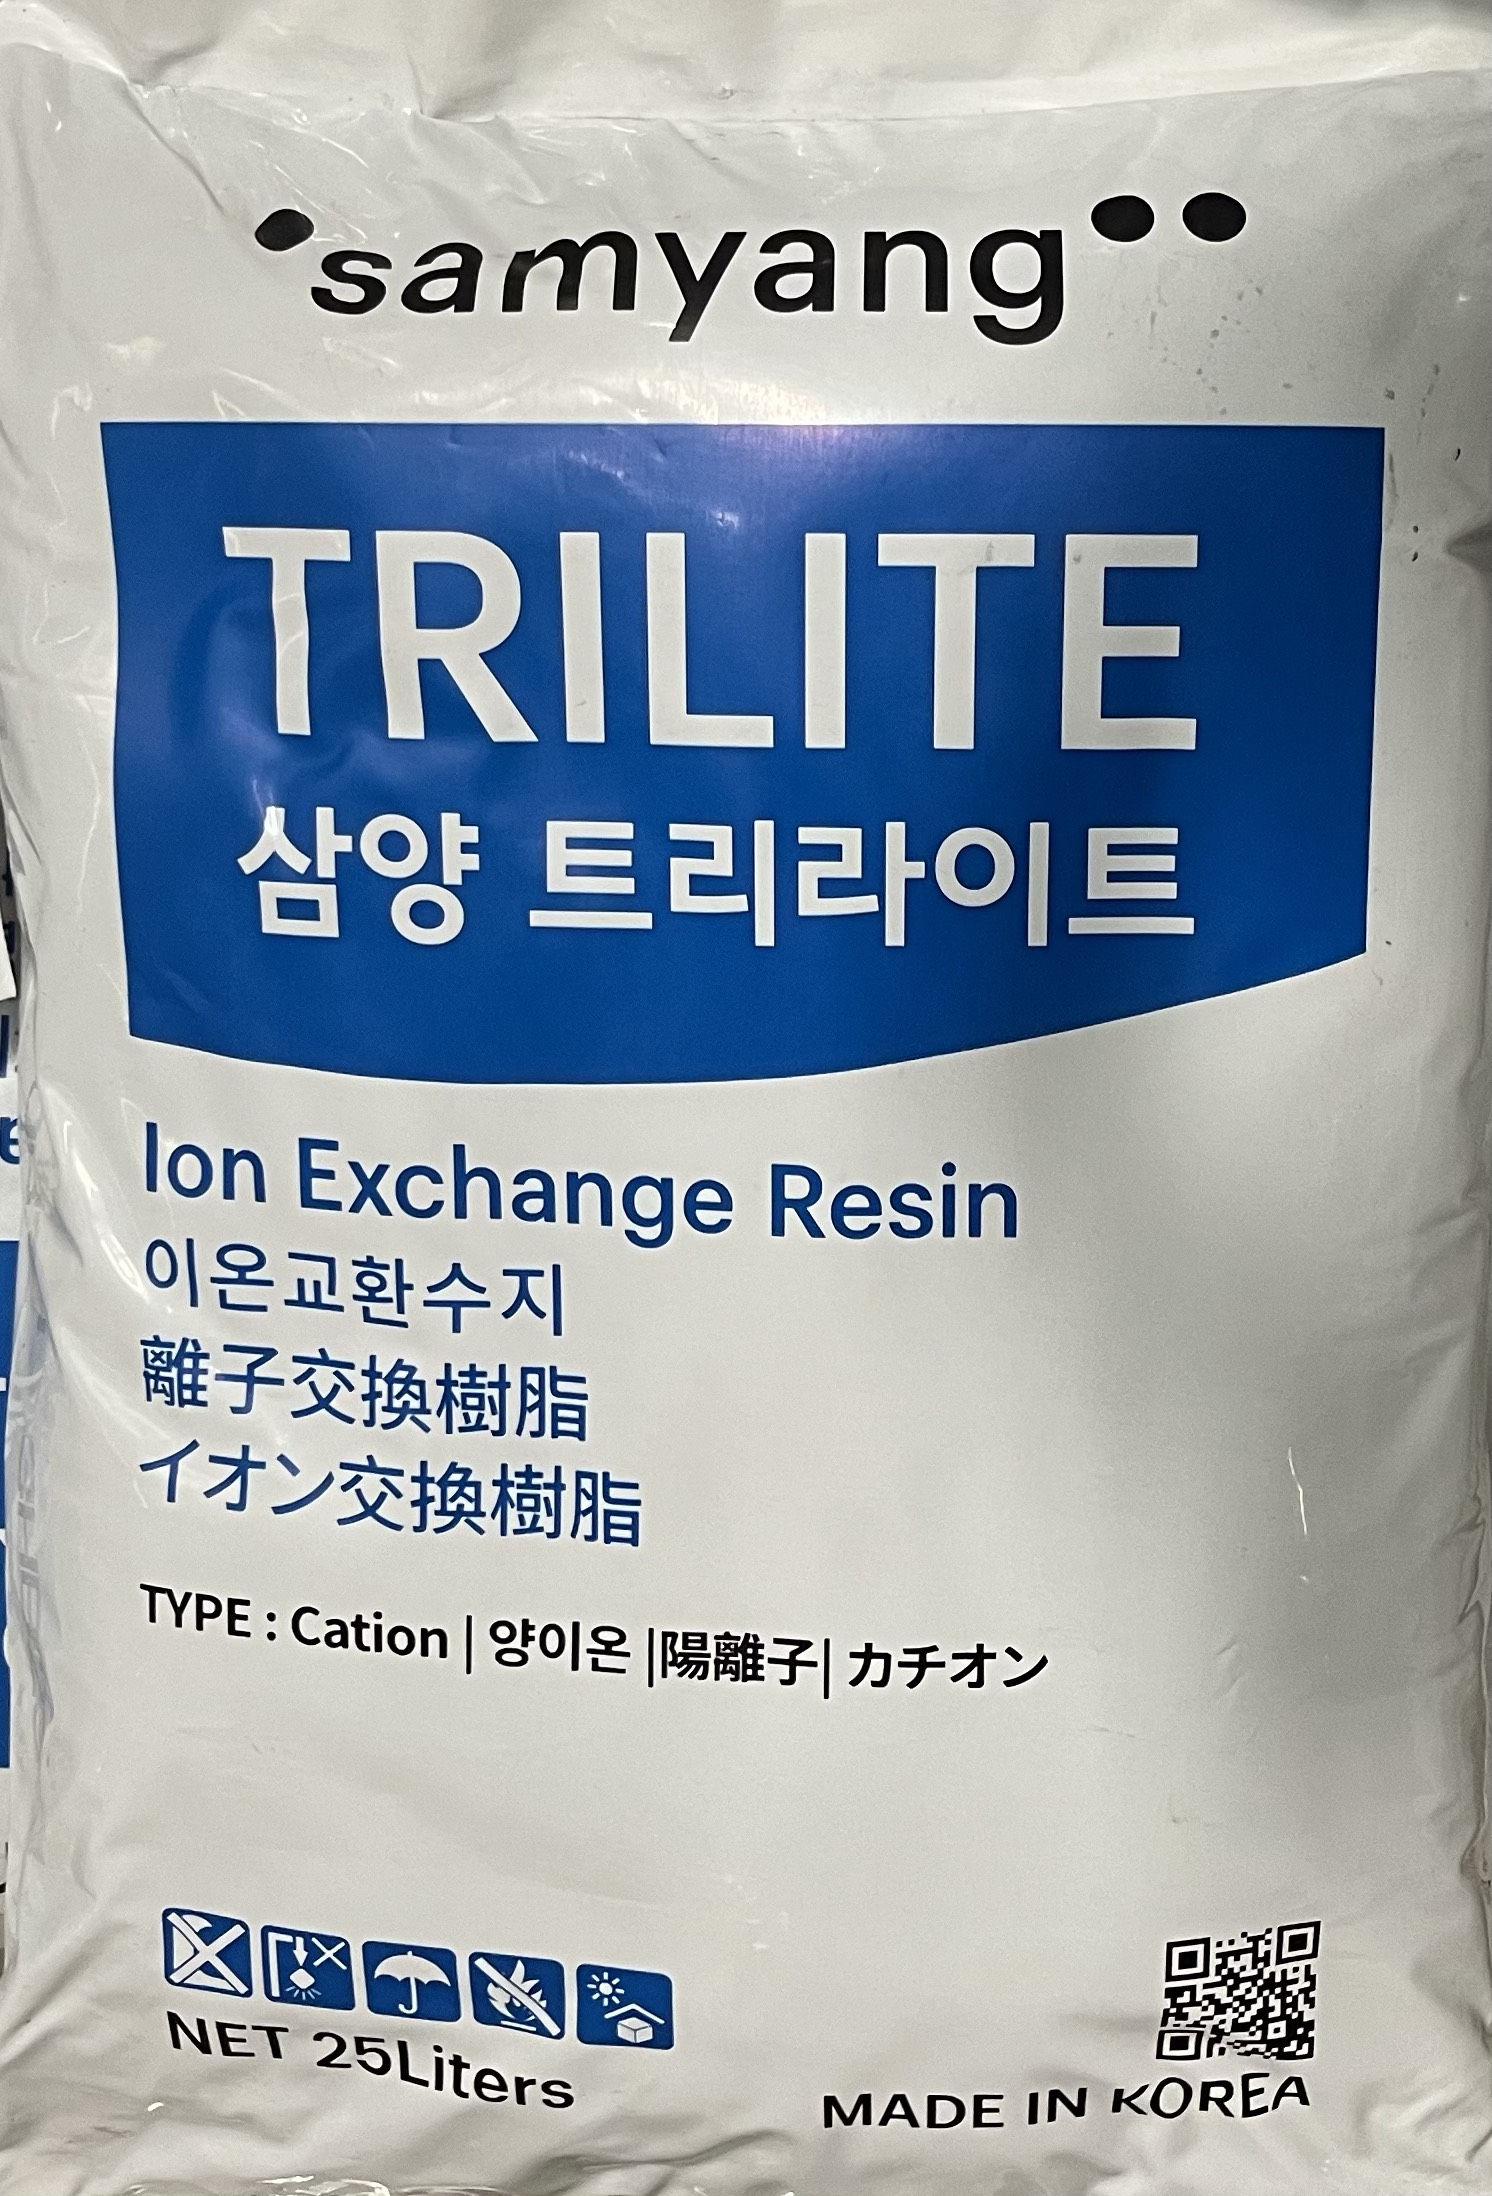 samyang
TRILITE
삼양 트리라이트
Ion Exchange Resin
이온교환수지
離子交換樹脂
イオン交換樹脂
TYPE : Cation | 양이온 |陽離子| カチオン
NET 25Liters
MADE IN KOREA